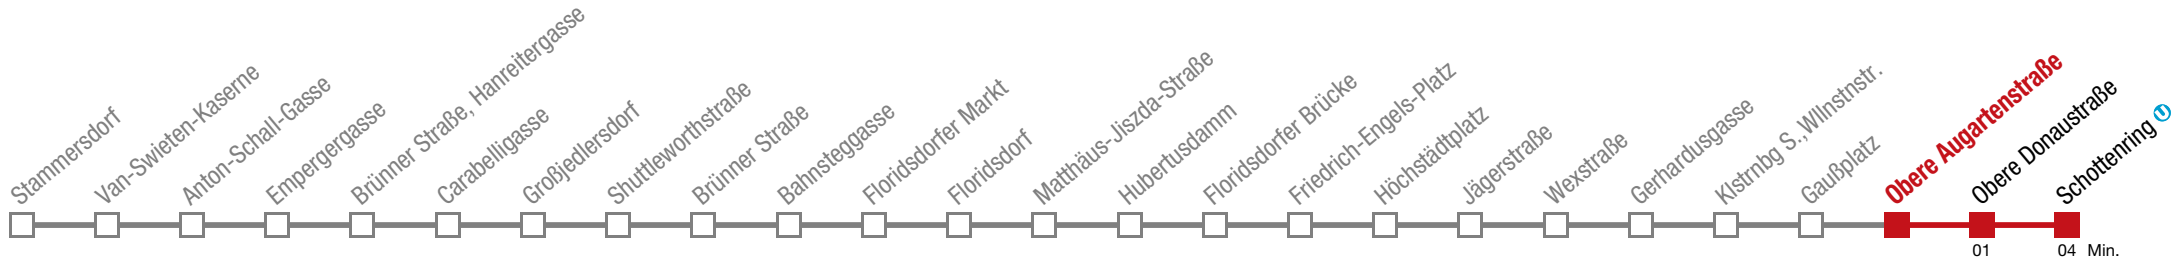 Stammersdorf
Van-Swieten-Kaserne
Anton-Schall-Gasse
Empergergasse
Brünner Straße, Hanreitergasse
Carabelligasse
Großjedlersdorf
Shuttleworthstraße
Brünner Straße
Bahnsteggasse
Floridsdorfer Markt
Floridsdorf
Matthäus-Jiszda-Straße
Hubertusdamm
Floridsdorfer Brücke
Friedrich-Engels-Platz
Höchstädtplatz
Jägerstraße
Wexstraße
Gerhardusgasse
Klstrnbg S.,Wllnstnstr.
Gaußplatz
Obere Augartenstraße
Obere Donaustraße
Schottenring U
01
04 Min.